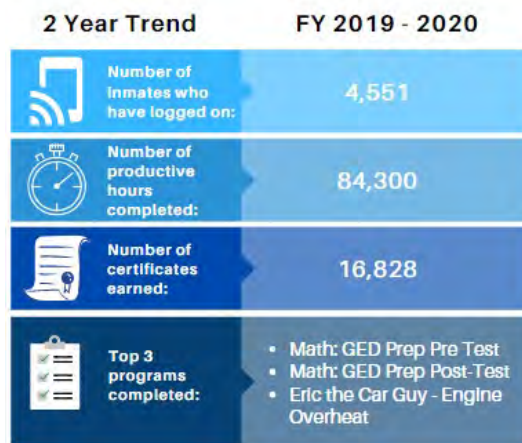 2 Year Trend
FY 2019 - 2020
Number of
Inmates who
have logged on:
4,551
Number of
productive
hours
completed:
84,300
Number of
certificates
earned:
16,828
Top 3
programs
completed:
• Math: GED Prep Pre Test
• Math: GED Prep Post-Test
• Eric the Car Guy - Engine
Overheat